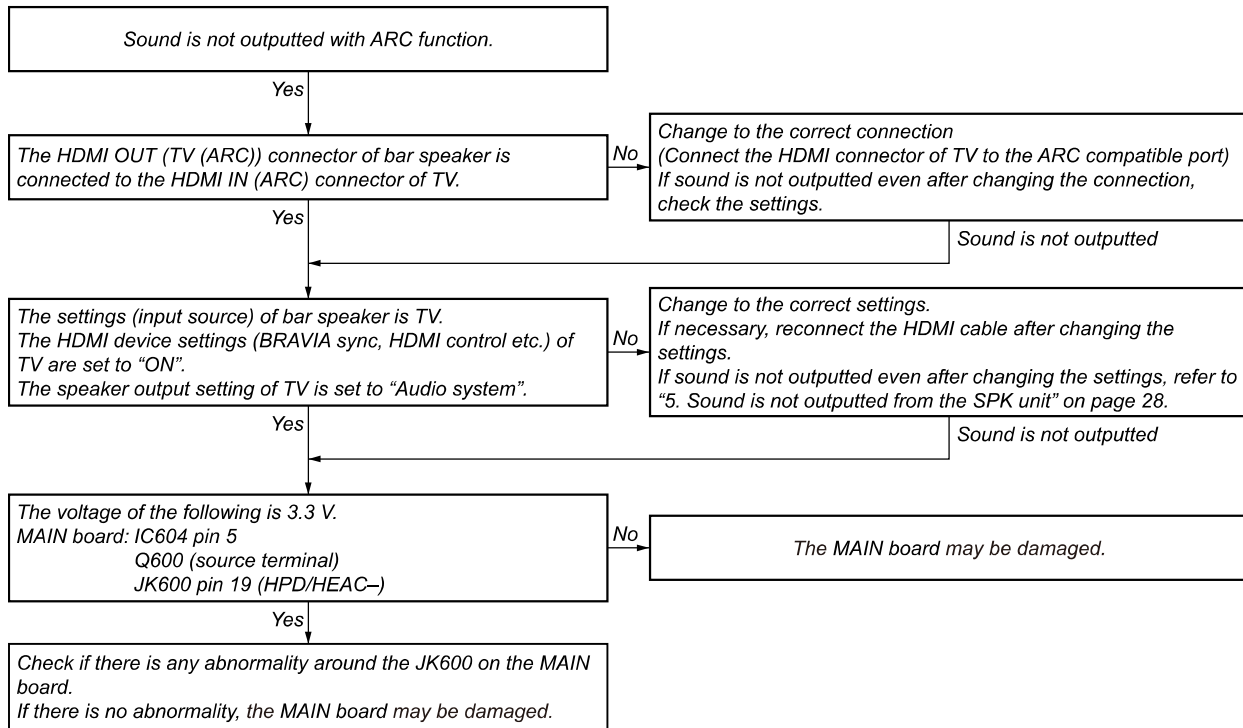 Sound is not outputted with ARC function.
Yes
The HDMI OUT (TV (ARC)) connector of bar speaker is
connected to the HDMI IN (ARC) connector of TV.
No
Change to the correct connection
(Connect the HDMI connector of TV to the ARC compatible port)
If sound is not outputted even after changing the connection,
check the settings.
Yes
Sound is not outputted
The settings (input source) of bar speaker is TV.
The HDMI device settings (BRAVIA sync, HDMI control etc.) of
TV are set to “ON”.
The speaker output setting of TV is set to “Audio system”.
No
Change to the correct settings.
If necessary, reconnect the HDMI cable after changing the
settings.
If sound is not outputted even after changing the settings, refer to
“5. Sound is not outputted from the SPK unit” on page 28.
Yes
Sound is not outputted
The voltage of the following is 3.3 V.
MAIN board: IC604 pin 5
Q600 (source terminal)
JK600 pin 19 (HPD/HEAC–)
No
The MAIN board may be damaged.
Yes
Check if there is any abnormality around the JK600 on the MAIN
board.
If there is no abnormality, the MAIN board may be damaged.